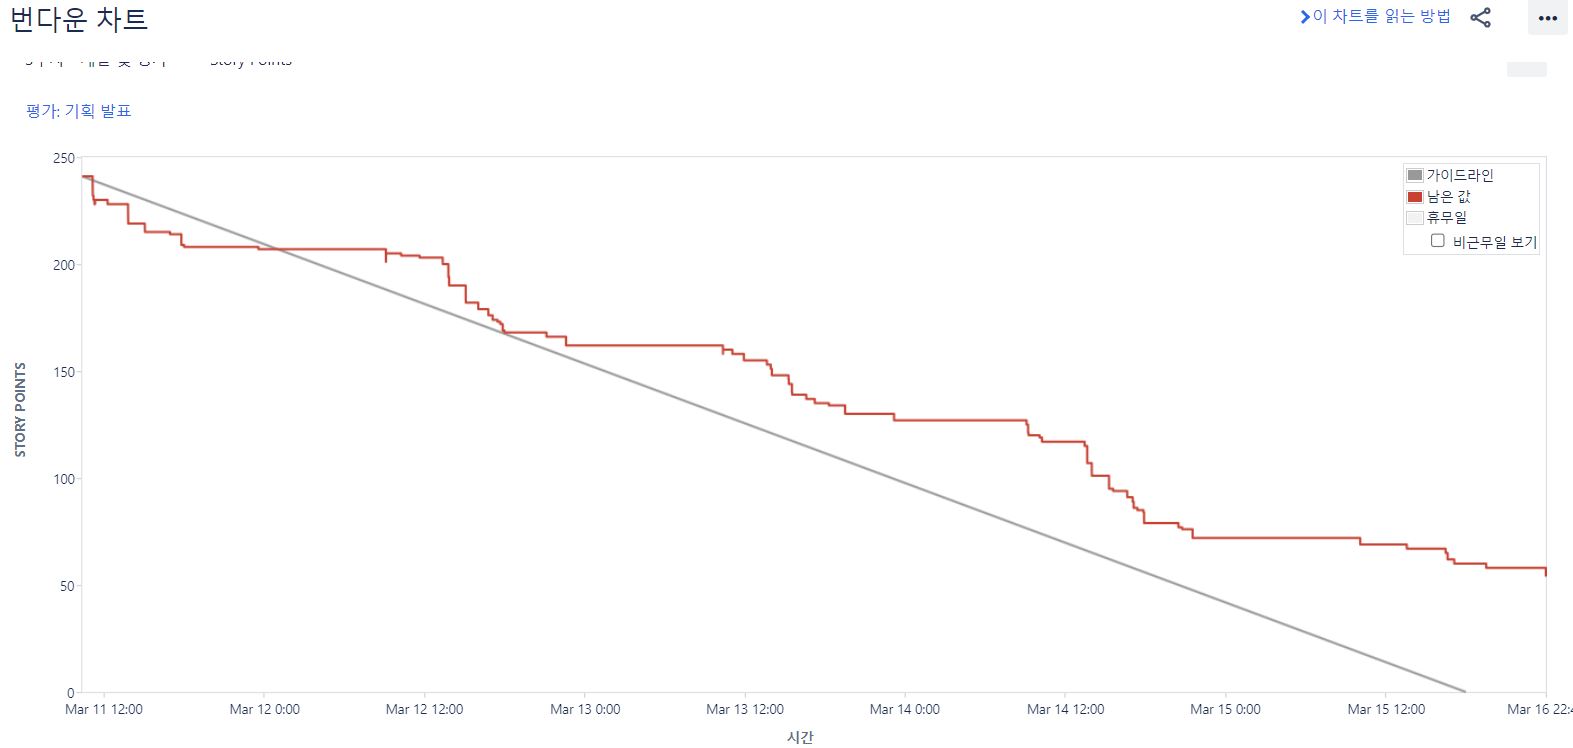 번다운 차트
이 차트를 읽는 방법
Story Points
평가: 기획 발표
250
200
150
100
50
0
STORY POINTS
가이드라인
남은 값
휴무일
비근무일 보기
Mar 11 12:00
Mar 12 0:00
Mar 12 12:00
Mar 13 0:00
Mar 13 12:00
Mar 14 0:00
Mar 14 12:00
Mar 15 0:00
Mar 15 12:00
Mar 16 22:4
시간